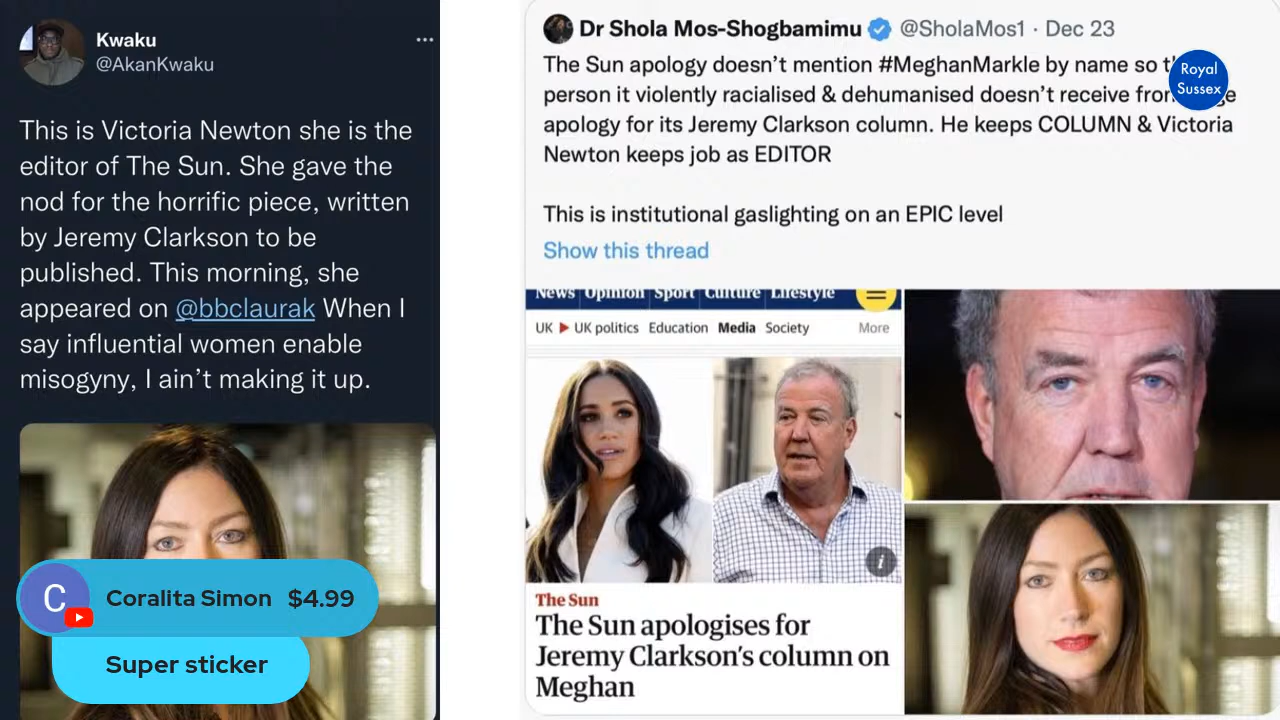 Kwaku
@AkanKwaku
This is Victoria Newton she is the
editor of The Sun. She gave the
nod for the horrific piece, written
by Jeremy Clarkson to be
published. This morning, she
appeared on @bbclaurak When I
say influential women enable
misogyny, I ain't making it up.
C
Coralita Simon $4.99
Super sticker
Dr Shola Mos-Shogbamimu @SholaMos1 · Dec 23
The Sun apology doesn't mention #MeghanMarkle by name so
person it violently racialised & dehumanised doesn't receive
apology for its Jeremy Clarkson column. He keeps COLUMN & Victoria
Newton keeps job as EDITOR
This is institutional gaslighting on an EPIC level
Show this thread
Royal
Sussex
News Opinion Sport Culture Lifestyle
UK UK politics Education Media Society More
i
The Sun
The Sun apologises for
Jeremy Clarkson's column on
Meghan